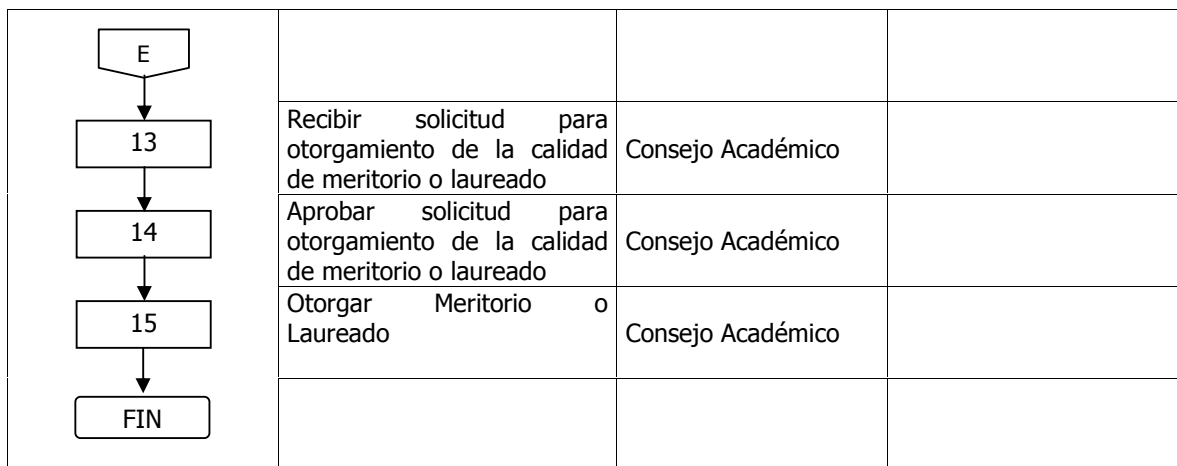 E
13
Recibir solicitud para
otorgamiento de la calidad
de meritorio o laureado
Consejo Académico
14
Aprobar solicitud para
otorgamiento de la calidad
de meritorio o laureado
Consejo Académico
15
Otorgar Meritorio o
Laureado
Consejo Académico
FIN